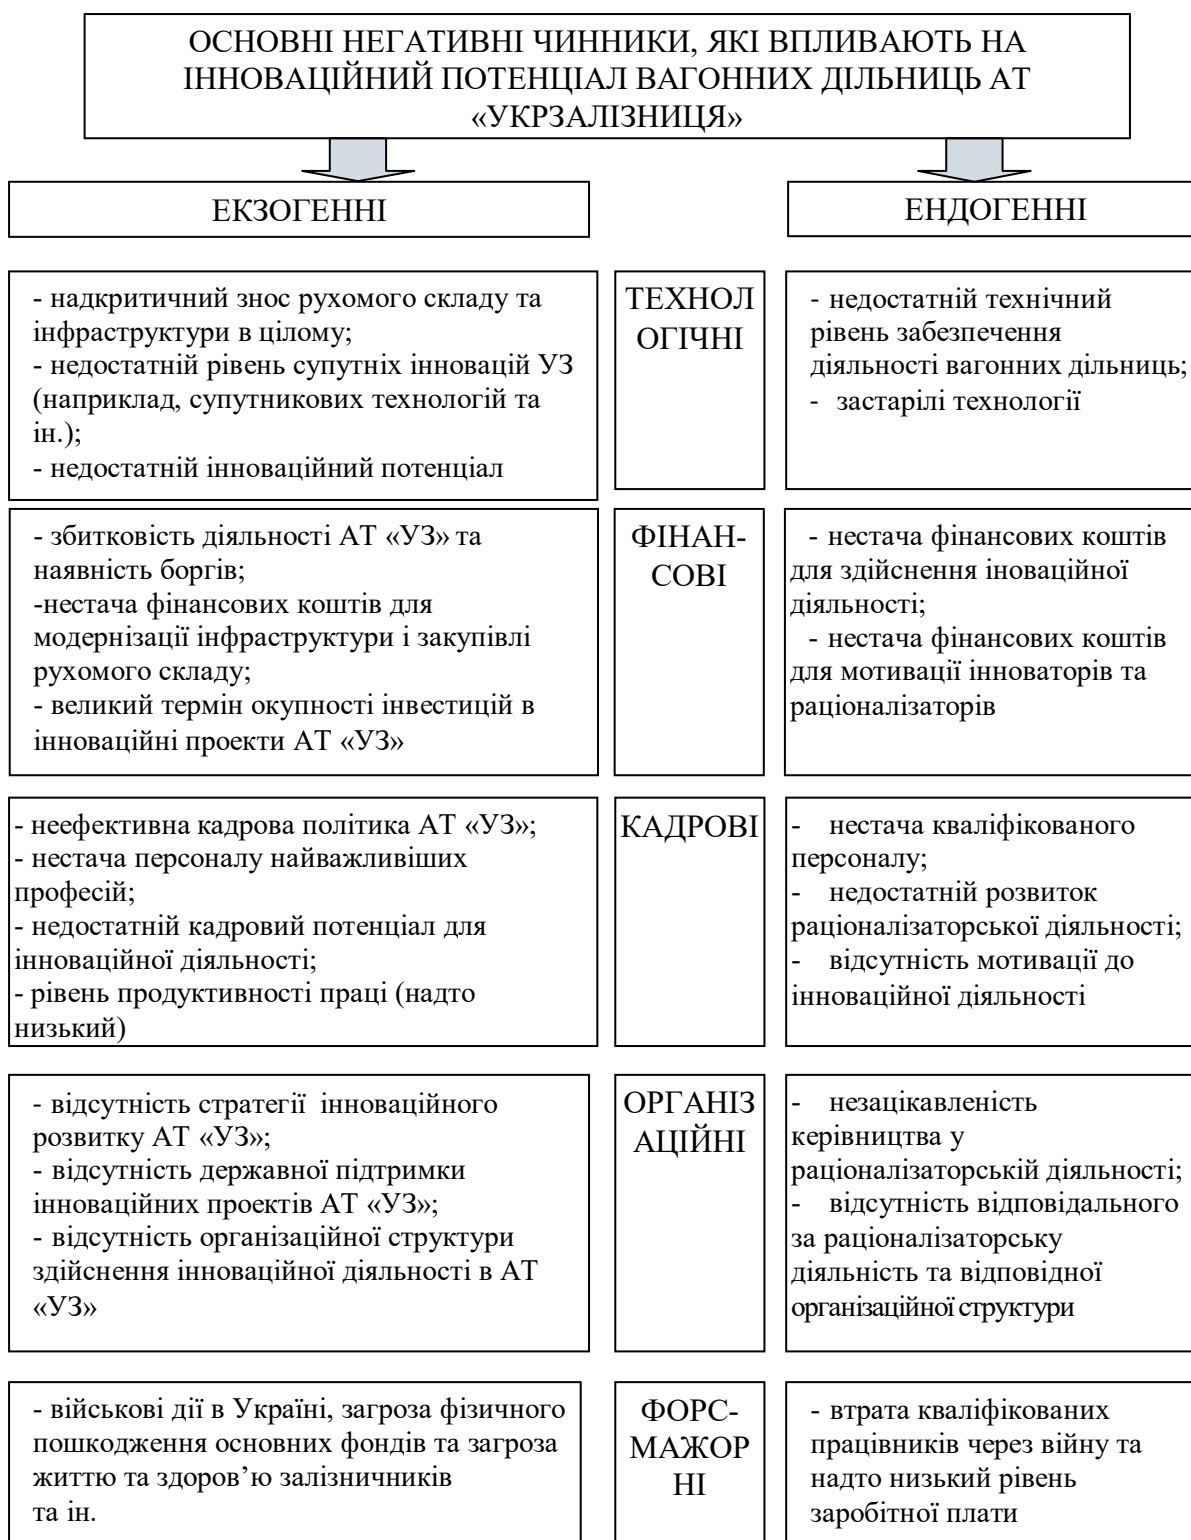 ОСНОВНІ НЕГАТИВНІ ЧИННИКИ, ЯКІ ВПЛИВАЮТЬ НА
ІННОВАЦІЙНИЙ ПОТЕНЦІАЛ ВАГОННИХ ДІЛЬНИЦЬ АТ
«УКРЗАЛІЗНИЦЯ»
ЕКЗОГЕННІ
ЕНДОГЕННІ
- надкритичний знос рухомого складу та
інфраструктури в цілому;
- недостатній рівень супутніх інновацій УЗ
(наприклад, супутникових технологій та
ін.);
- недостатній інноваційний потенціал
ТЕХНОЛ
ОГІЧНІ
- недостатній технічний
рівень забезпечення
діяльності вагонних дільниць;
- застарілі технології
- збитковість діяльності АТ «УЗ» та
наявність боргів;
-нестача фінансових коштів для
модернізації інфраструктури і закупівлі
рухомого складу;
- великий термін окупності інвестицій в
інноваційні проекти АТ «УЗ»
ФІНАН-
СОВІ
- нестача фінансових коштів
для здійснення іноваційної
діяльності;
- нестача фінансових коштів
для мотивації інноваторів та
раціоналізаторів
- неефективна кадрова політика АТ «УЗ»;
- нестача персоналу найважливіших
професій;
- недостатній кадровий потенціал для
інноваційної діяльності;
- рівень продуктивності праці (надто
низький)
КАДРОВІ
- нестача кваліфікованого
персоналу;
- недостатній розвиток
раціоналізаторської діяльності;
- відсутність мотивації до
інноваційної діяльності
- відсутність стратегії інноваційного
розвитку АТ «УЗ»;
- відсутність державної підтримки
інноваційних проектів АТ «УЗ»;
- відсутність організаційної структури
здійснення інноваційної діяльності в АТ
«УЗ»
ОРГАНІЗ
АЦІЙНІ
- незацікавленість
керівництва у
раціоналізаторській діяльності;
- відсутність відповідального
за раціоналізаторську
діяльність та відповідної
організаційної структури
- військові дії в Україні, загроза фізичного
пошкодження основних фондів та загроза
життю та здоров’ю залізничників
та ін.
ФОРС-
МАЖОР
НІ
- втрата кваліфікованих
працівників через війну та
надто низький рівень
заробітної плати